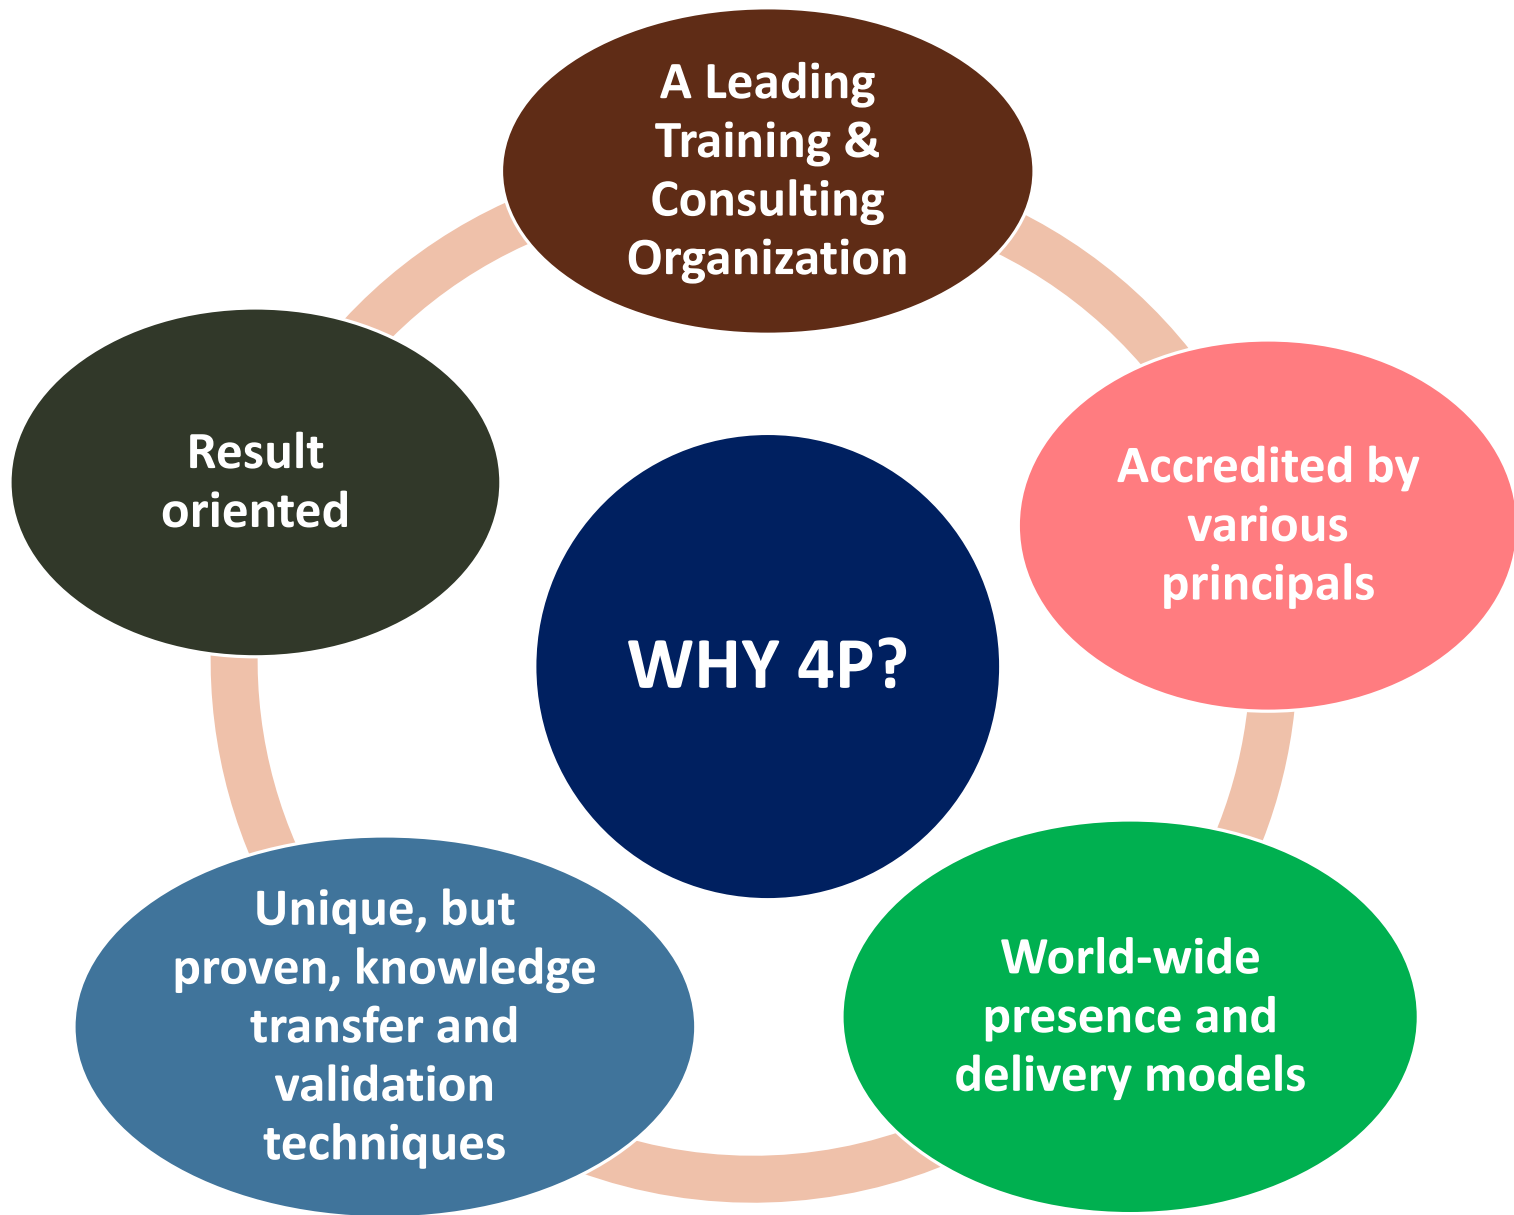 A Leading
Training &
Consulting
Organization
Result
oriented
Accredited by
various
principals
WHY 4P?
Unique, but
proven, knowledge
transfer and
validation
techniques
World-wide
presence and
delivery models